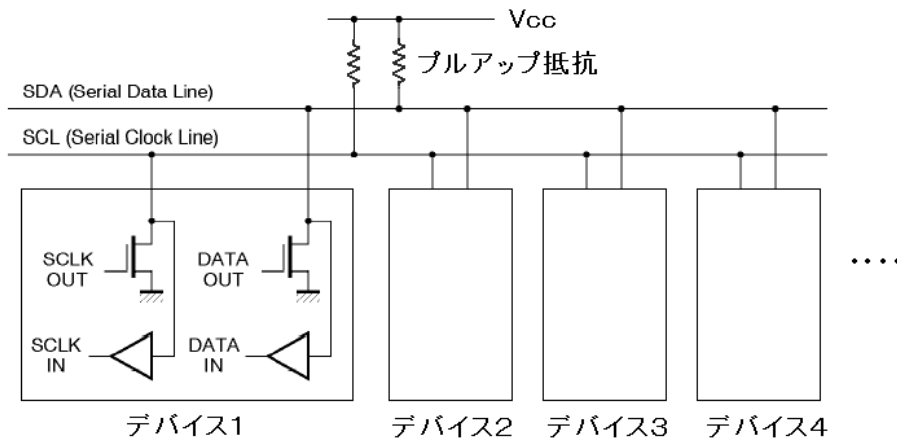 Vcc
プルアップ抵抗
SDA (Serial Data Line)
SCL (Serial Clock Line)
SCLK
OUT
DATA
OUT
SCLK
IN
DATA
IN
・・・・
デバイス1
デバイス2
デバイス3
デバイス4